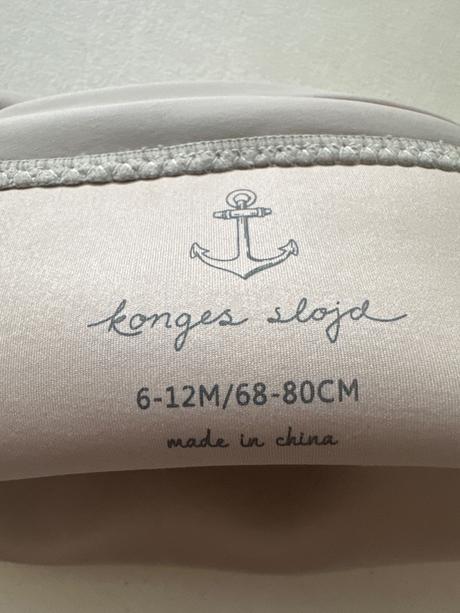 konges slojd
6-12M/68-80CM
made in china